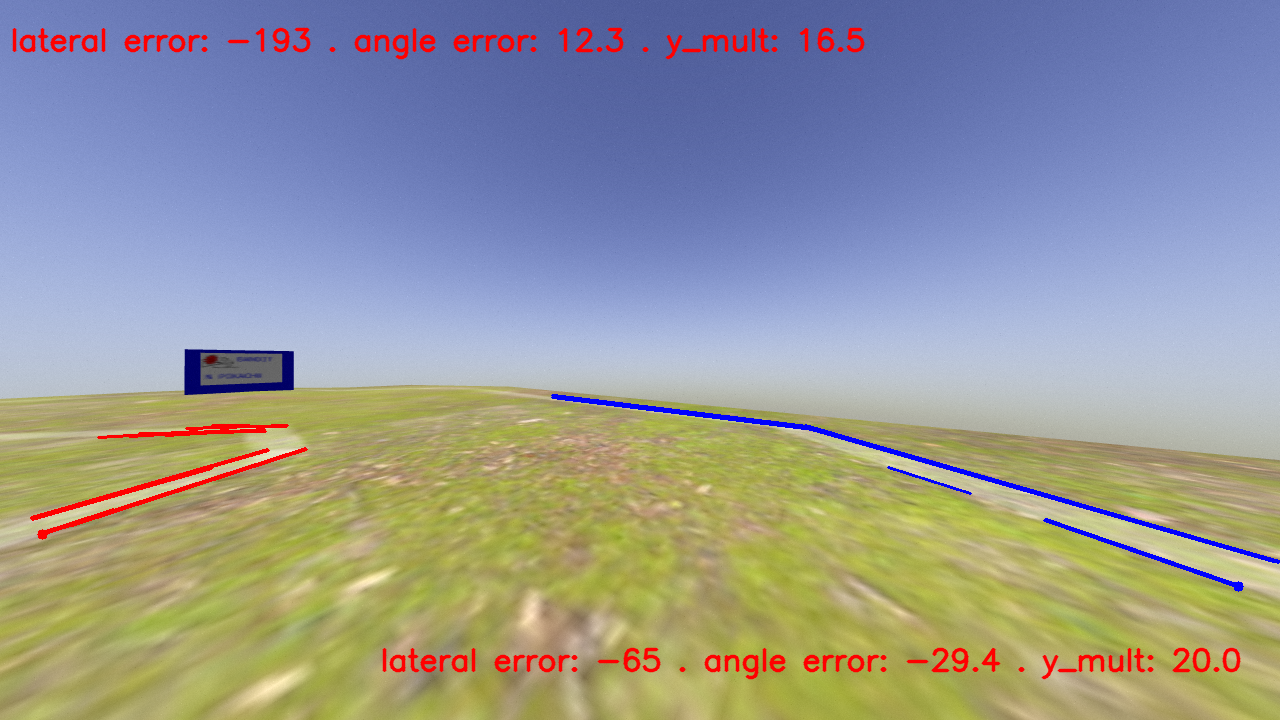 lateral error: -193 . angle error: 12.3 . y_mult: 16.5
lateral error: -65 . angle error: -29.4 . y_mult: 20.0